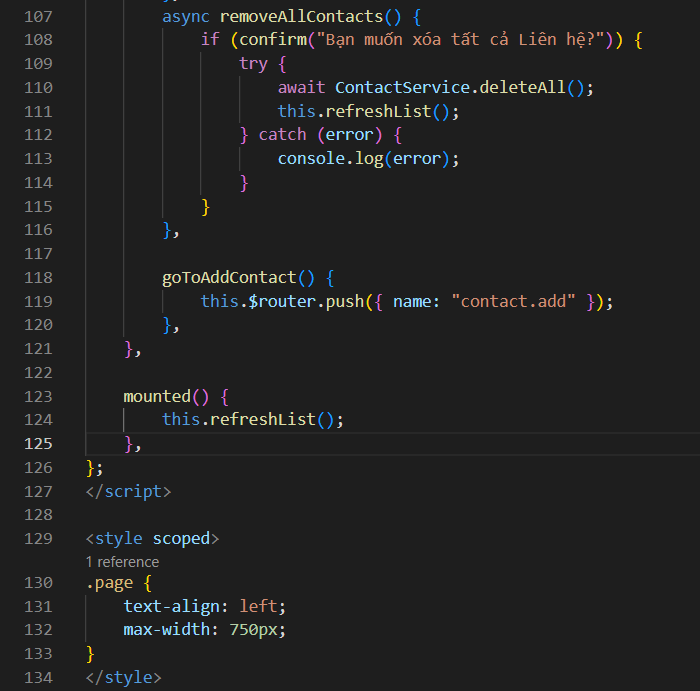 107 async removeAllContacts() {
108 if (confirm("Bạn muốn xóa tất cả Liên hệ?")) {
109 try {
110 await ContactService.deleteAll();
111 this.refreshList();
112 } catch (error) {
113 console.log(error);
114 }
115 }
116 },
117
118 goToAddContact() {
119 this.$router.push({ name: "contact.add" });
120 },
121 },
122
123 mounted() {
124 this.refreshList();
125 },
126 };
127 </script>
128
129 <style scoped>
1 reference
130 .page {
131 text-align: left;
132 max-width: 750px;
133 }
134 </style>